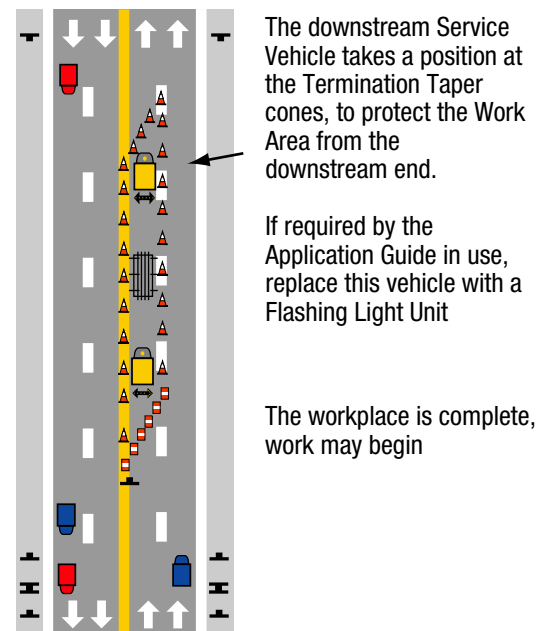 The downstream Service
Vehicle takes a position at
the Termination Taper
cones, to protect the Work
Area from the
downstream end.
If required by the
Application Guide in use,
replace this vehicle with a
Flashing Light Unit
The workplace is complete,
work may begin